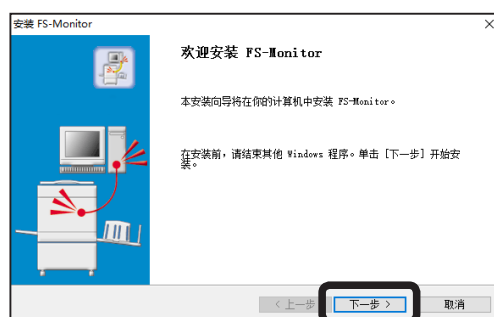 安装 FS-Monitor
欢迎安装 FS-Monitor
本安装向导将在你的计算机中安装 FS-Monitor。
在安装前，请结束其他 Windows 程序。单击［下一步］开始安
装。
< 上一步
下一步 >
取消